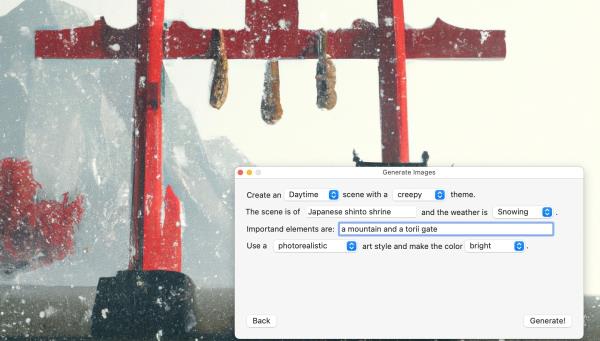 Generate Images
Create an Daytime scene with a creepy theme.
The scene is of Japanese shinto shrine and the weather is Snowing .
Importand elements are: a mountain and a torii gate
Use a photorealistic art style and make the color bright .
Back Generate!